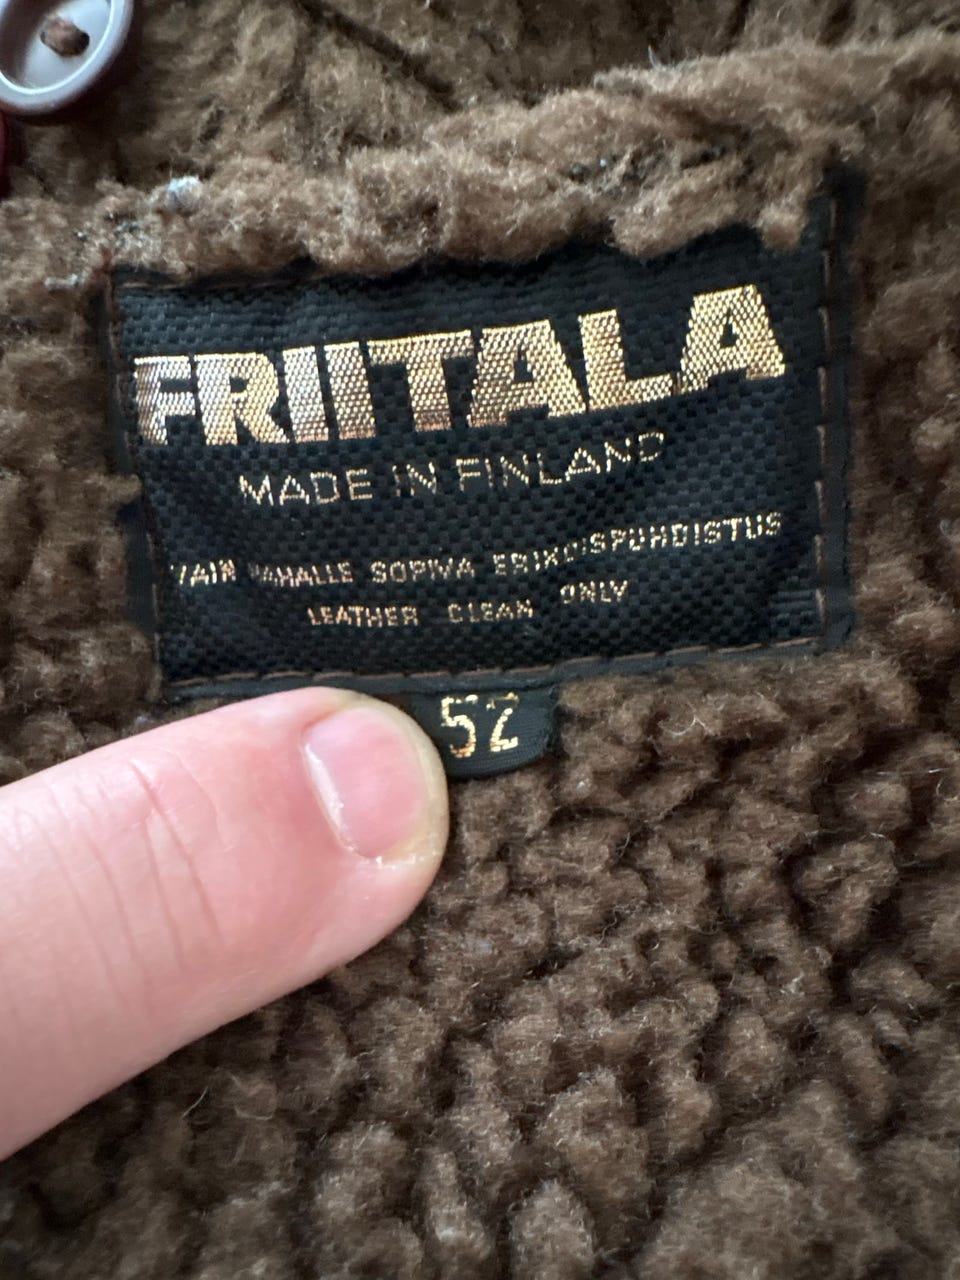 FRIITALA
MADE IN FINLAND
VAIN NAHALLE SOPIVA ERIKOISPUHDISTUS
LEATHER CLEAN ONLY
52